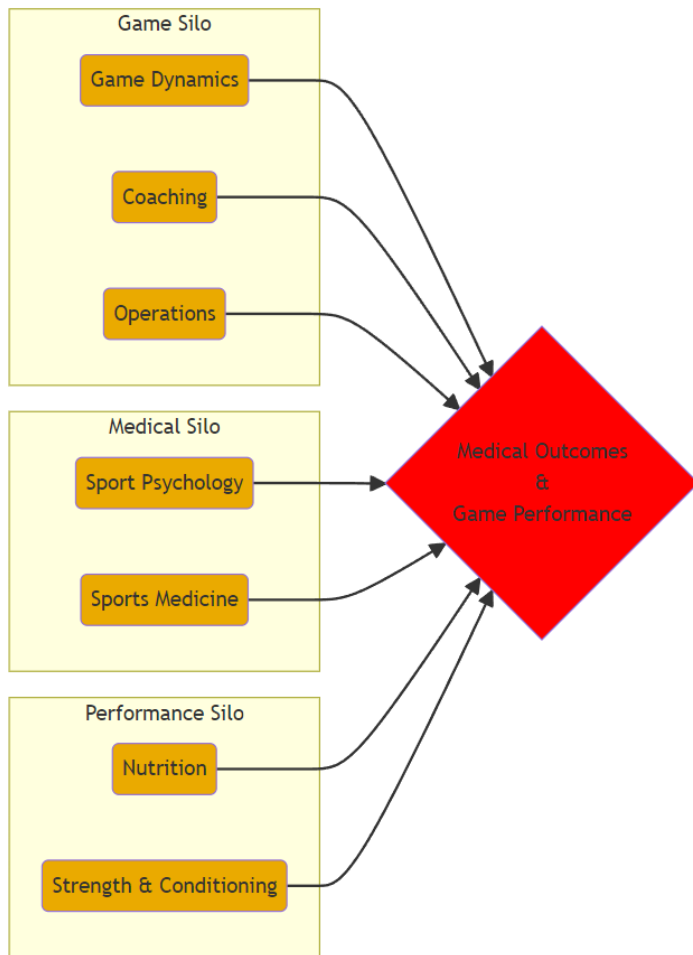 Game Silo
Game Dynamics
Coaching
Operations
Medical Silo
Sport Psychology
Sports Medicine
Performance Silo
Nutrition
Strength & Conditioning
Medical Outcomes
&
Game Performance